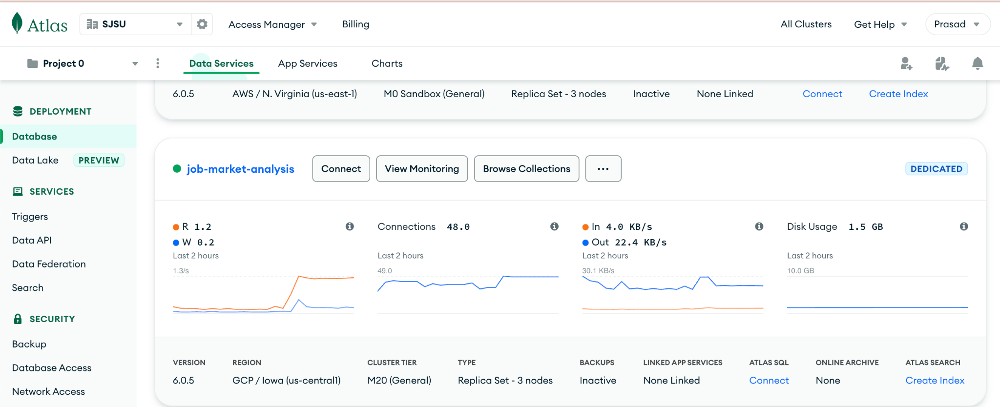 Atlas SJSU Access Manager Billing All Clusters Get Help Prasad
Project 0 Data Services App Services Charts
6.0.5 AWS / N. Virginia (us-east-1) M0 Sandbox (General) Replica Set - 3 nodes Inactive None Linked Connect Create Index
DEPLOYMENT
Database
Data Lake PREVIEW
SERVICES
Triggers
Data API
Data Federation
Search
SECURITY
Backup
Database Access
Network Access
job-market-analysis Connect View Monitoring Browse Collections ... DEDICATED
R 1.2
W 0.2
Last 2 hours
1.3/s
Connections 48.0
Last 2 hours
49.0
In 4.0 KB/s
Out 22.4 KB/s
Last 2 hours
30.1 KB/s
Disk Usage 1.5 GB
Last 2 hours
10.0 GB
VERSION REGION CLUSTER TIER TYPE BACKUPS LINKED APP SERVICES ATLAS SQL ONLINE ARCHIVE ATLAS SEARCH
6.0.5 GCP / Iowa (us-central1) M20 (General) Replica Set - 3 nodes Inactive None Linked Connect None Create Index